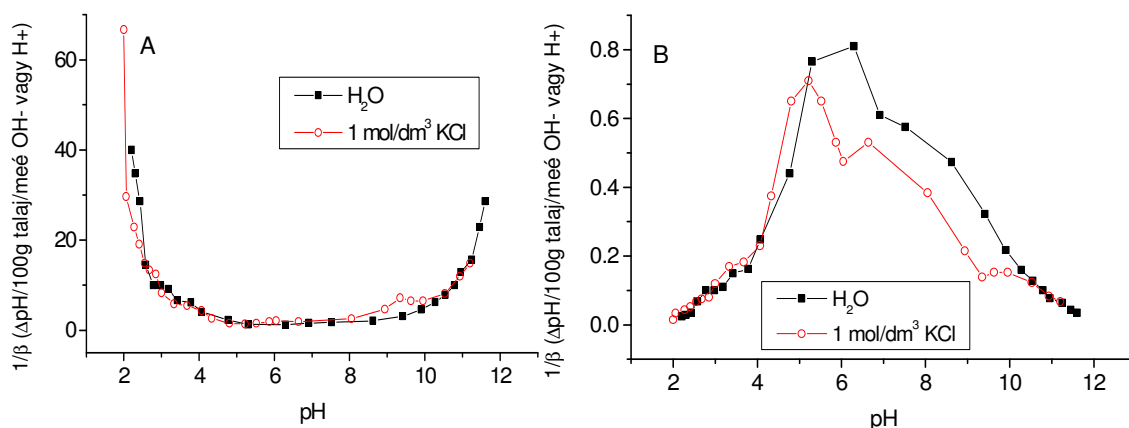 A
1/β (ΔpH/100g talaj/meé OH- vagy H+)
60
40
20
0
H₂O
1 mol/dm³ KCl
2 4 6 8 10 12
pH
B
1/β (ΔpH/100g talaj/meé OH- vagy H+)
0.8
0.6
0.4
0.2
0.0
H₂O
1 mol/dm³ KCl
2 4 6 8 10 12
pH